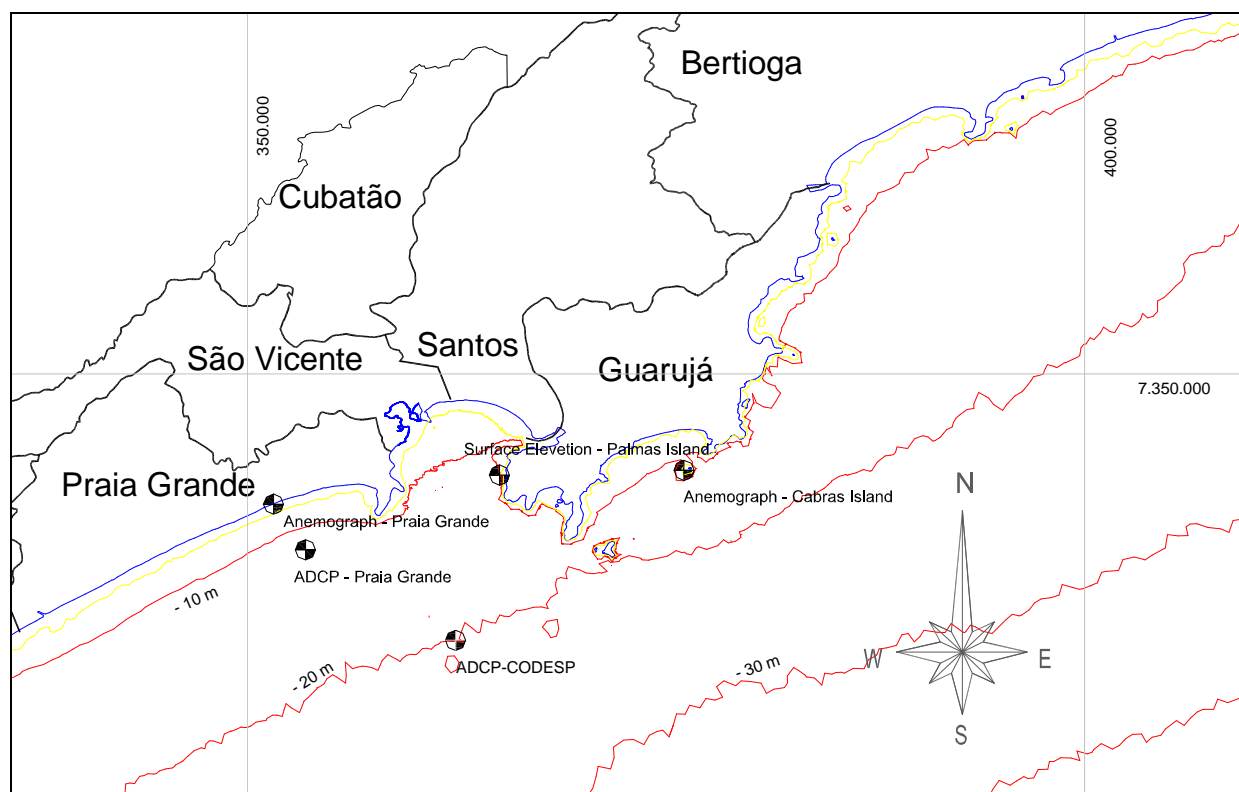 Bertioga
350.000
400.000
Cubatão
São Vicente
Santos
Guarujá
7.350.000
Surface Elevetion - Palmas Island
Praia Grande
Anemograph - Cabras Island
Anemograph - Praia Grande
N
ADCP - Praia Grande
- 10 m
W
E
ADCP-CODESP
- 20 m
- 30 m
S